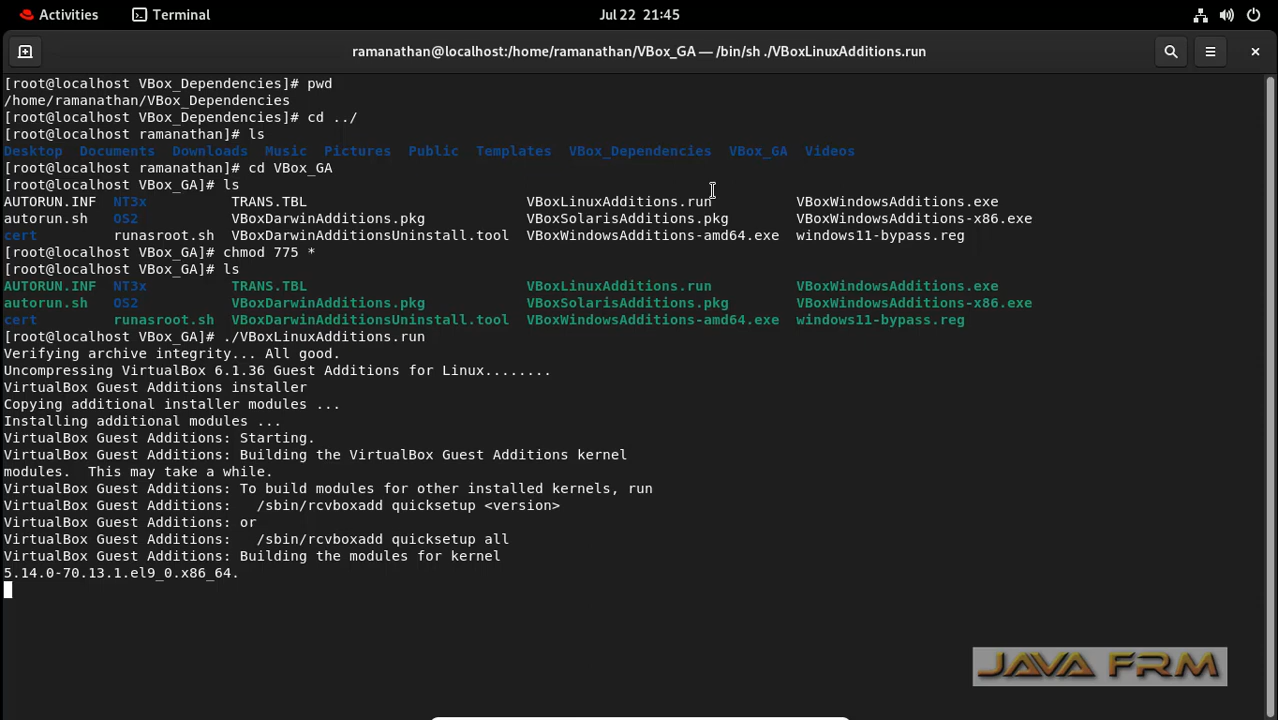 Activities Terminal Jul 22 21:45
ramanathan@localhost:/home/ramanathan/VBox_GA — /bin/sh ./VBoxLinuxAdditions.run
[root@localhost VBox_Dependencies]# pwd
/home/ramanathan/VBox_Dependencies
[root@localhost VBox_Dependencies]# cd ../
[root@localhost ramanathan]# ls
Desktop Documents Downloads Music Pictures Public Templates VBox_Dependencies VBox_GA Videos
[root@localhost ramanathan]# cd VBox_GA
[root@localhost VBox_GA]# ls
AUTORUN.INF NT3x TRANS.TBL VBoxLinuxAdditions.run VBoxWindowsAdditions.exe
autorun.sh OS2 VBoxDarwinAdditions.pkg VBoxSolarisAdditions.pkg VBoxWindowsAdditions-x86.exe
cert runasroot.sh VBoxDarwinAdditionsUninstall.tool VBoxWindowsAdditions-amd64.exe windows11-bypass.reg
[root@localhost VBox_GA]# chmod 775 *
[root@localhost VBox_GA]# ls
AUTORUN.INF NT3x TRANS.TBL VBoxLinuxAdditions.run VBoxWindowsAdditions.exe
autorun.sh OS2 VBoxDarwinAdditions.pkg VBoxSolarisAdditions.pkg VBoxWindowsAdditions-x86.exe
cert runasroot.sh VBoxDarwinAdditionsUninstall.tool VBoxWindowsAdditions-amd64.exe windows11-bypass.reg
[root@localhost VBox_GA]# ./VBoxLinuxAdditions.run
Verifying archive integrity... All good.
Uncompressing VirtualBox 6.1.36 Guest Additions for Linux........
VirtualBox Guest Additions installer
Copying additional installer modules ...
Installing additional modules ...
VirtualBox Guest Additions: Starting.
VirtualBox Guest Additions: Building the VirtualBox Guest Additions kernel
modules.  This may take a while.
VirtualBox Guest Additions: To build modules for other installed kernels, run
VirtualBox Guest Additions:   /sbin/rcvboxadd quicksetup <version>
VirtualBox Guest Additions: or
VirtualBox Guest Additions:   /sbin/rcvboxadd quicksetup all
VirtualBox Guest Additions: Building the modules for kernel
5.14.0-70.13.1.el9_0.x86_64.
JAVA FRM